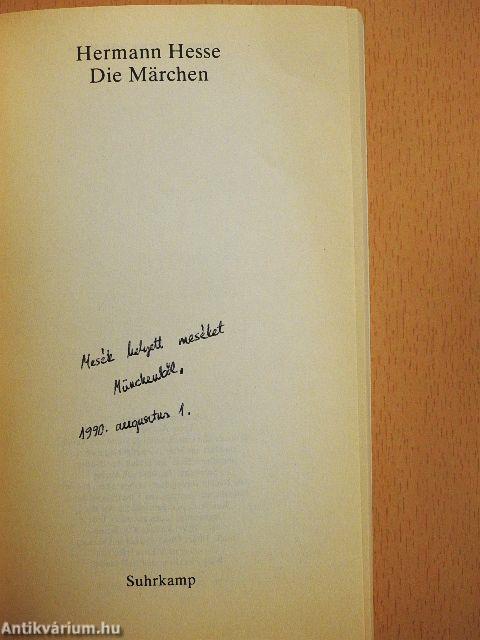 Hermann Hesse
Die Märchen
Mesék helyett meséket
Münchenből.
1990. augusztus 1.
Suhrkamp
Antikvárium.hu